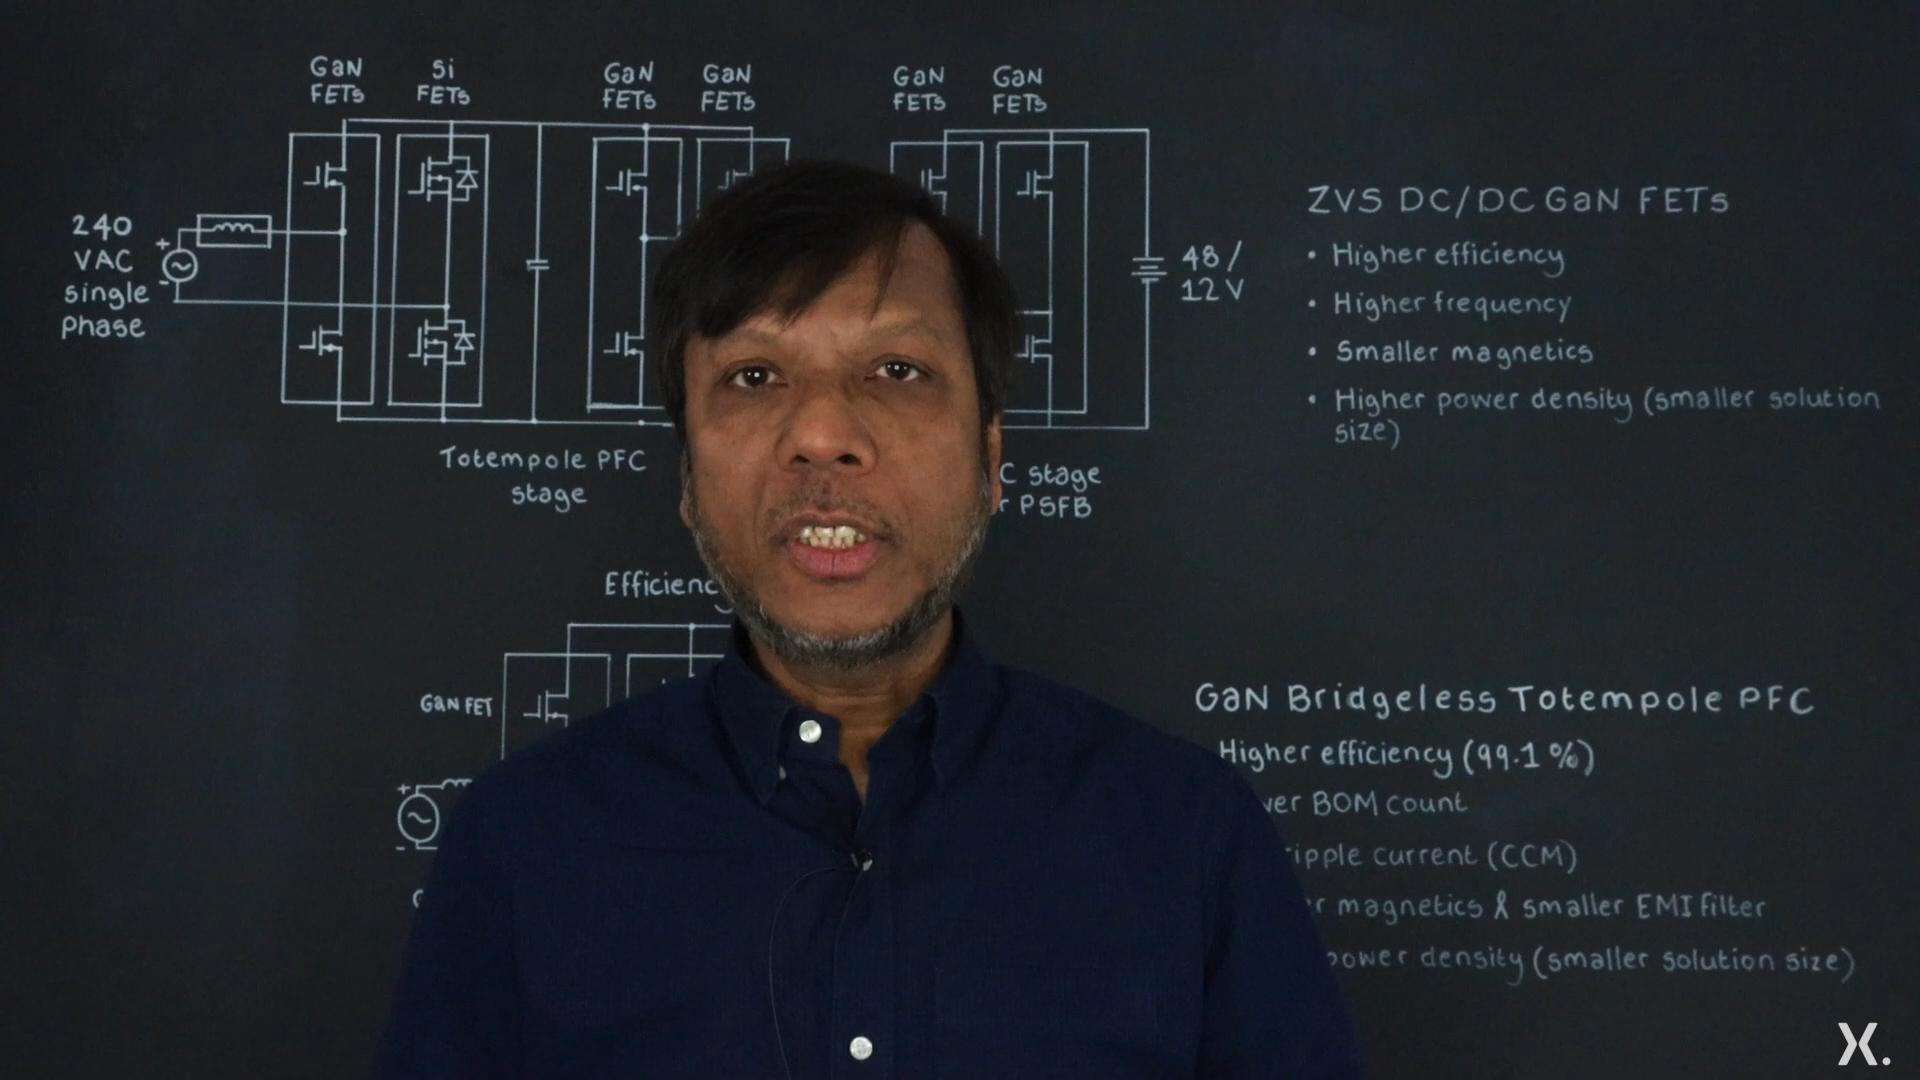 GaN
FETs
Si
FETs
GaN
FETs
GaN
FETs
GaN
FETs
GaN
FETs
240
VAC
single
phase
+
-
48/
12V
Totempole PFC
stage
C stage
PSFB
ZVS DC/DC GaN FETs
• Higher efficiency
• Higher frequency
• Smaller magnetics
• Higher power density (smaller solution
size)
Efficienc
GaN FET
+
-
GaN Bridgeless Totempole PFC
Higher efficiency (99.1%)
BOM count
ripple current (CCM)
magnetics & smaller EMI filter
power density (smaller solution size)
X.